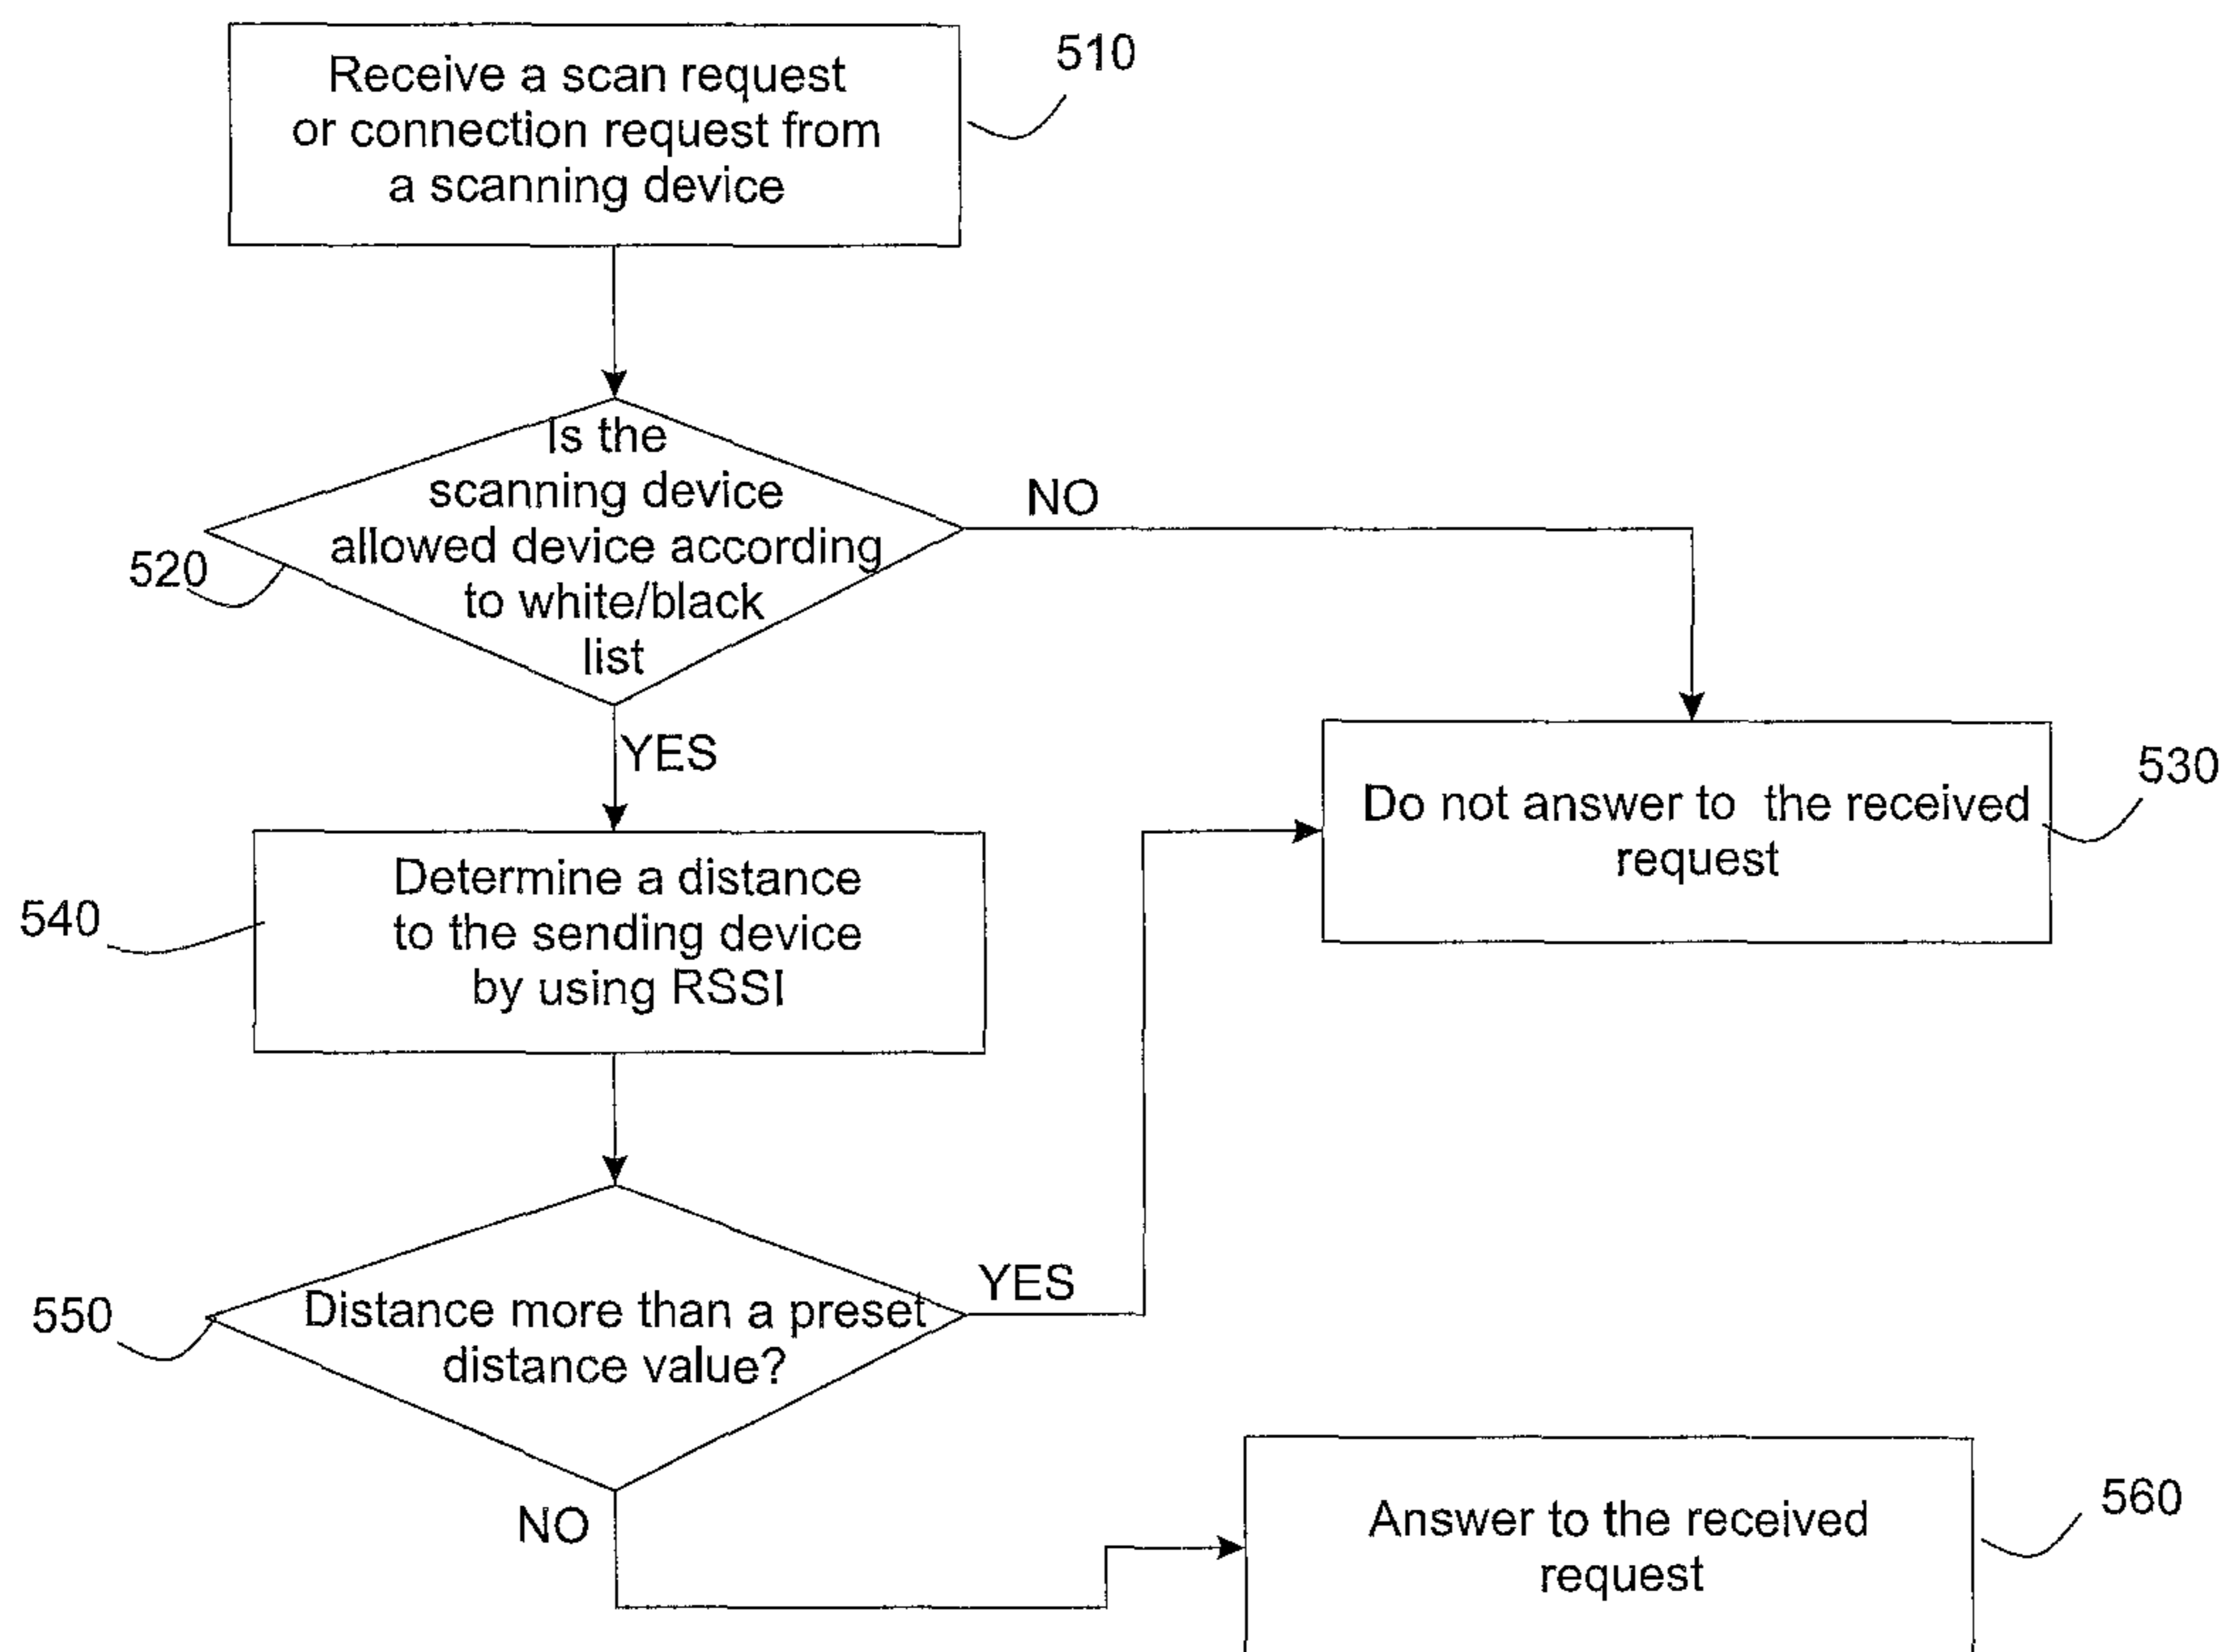 Receive a scan request
or connection request from
a scanning device
510
Is the
scanning device
allowed device according
to white/black
list
520
NO
YES
Do not answer to the received
request
530
Determine a distance
to the sending device
by using RSSI
540
Distance more than a preset
distance value?
550
YES
NO
Answer to the received
request
560